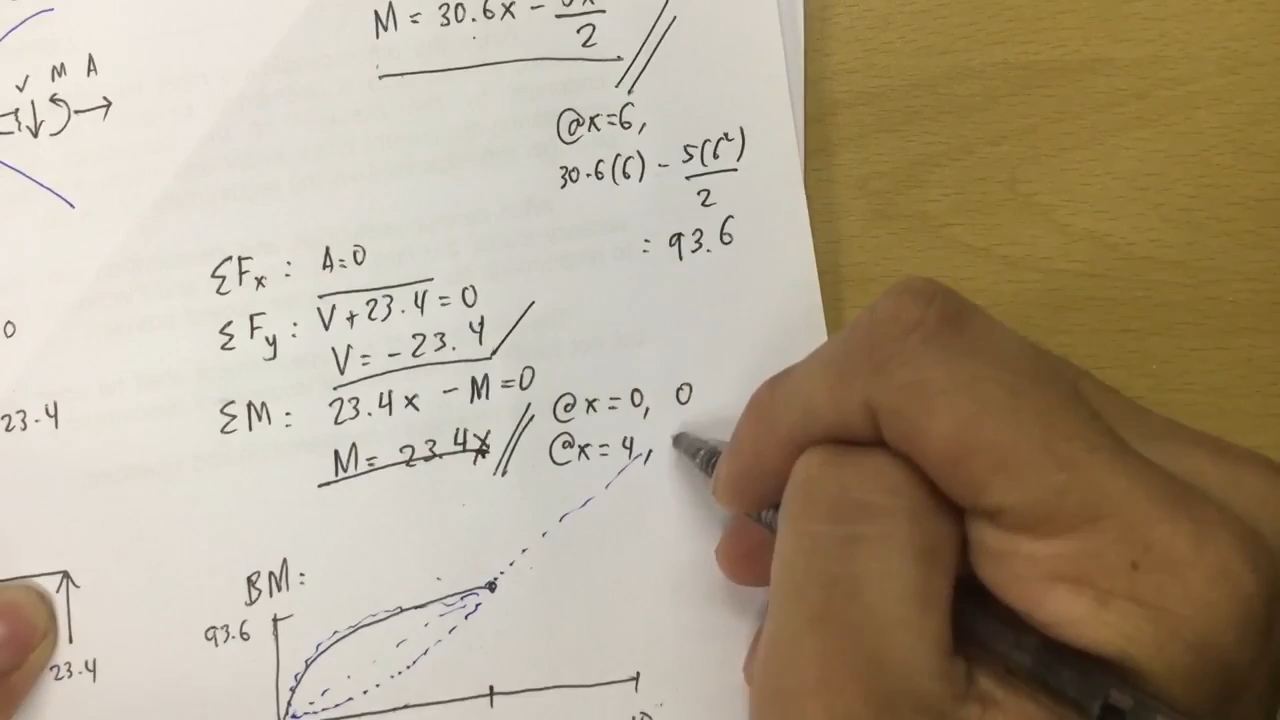 M = 30.6x -
2
V M A
@x=6,
30.6(6) - 5(6²)
2
= 93.6
ΣFx: A=0
0
ΣFy: V+23.4=0
V=-23.4
ΣM: 23.4x - M=0
23.4
M= 23.4x
@x=0, 0
@x=4,
BM:
93.6
23.4